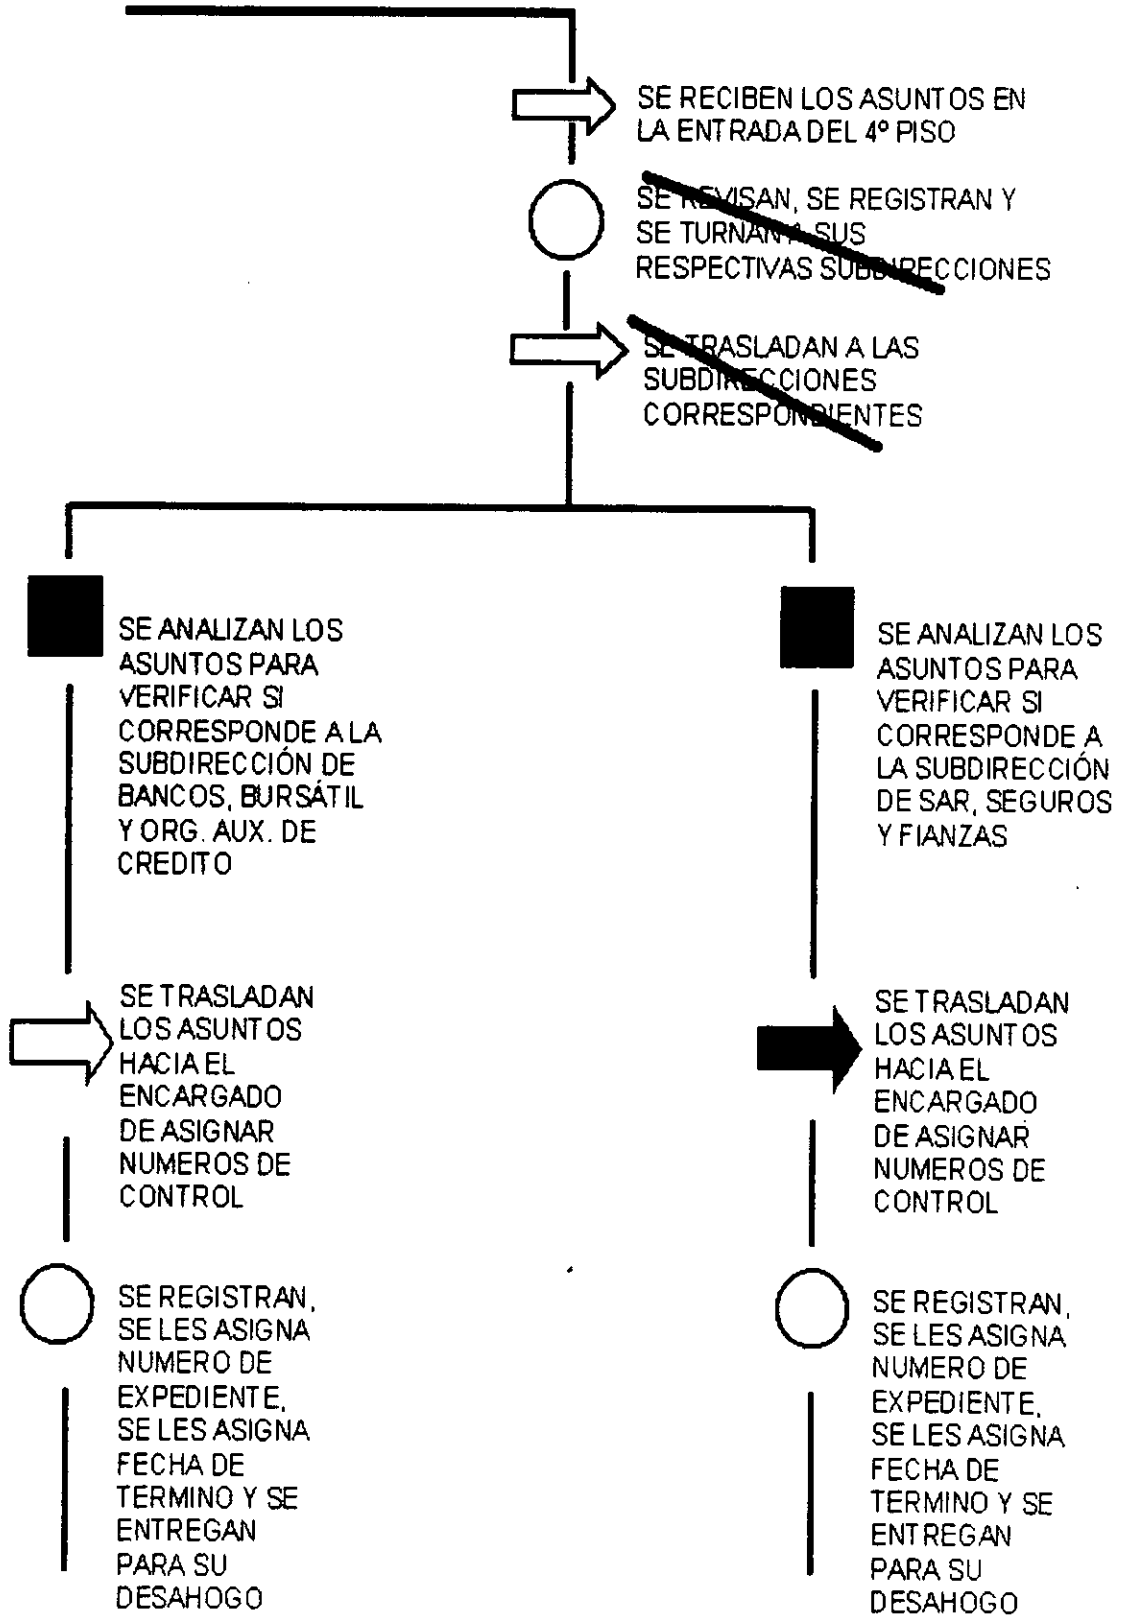 SE RECIBEN LOS ASUNTOS EN
LA ENTRADA DEL 4º PISO
SE REVISAN, SE REGISTRAN Y
SE TURNAN A SUS
RESPECTIVAS SUBDIRECCIONES
SE TRASLADAN A LAS
SUBDIRECCIONES
CORRESPONDIENTES
SE ANALIZAN LOS
ASUNTOS PARA
VERIFICAR SI
CORRESPONDE A LA
SUBDIRECCIÓN DE
BANCOS, BURSÁTIL
Y ORG. AUX. DE
CREDITO
SE TRASLADAN
LOS ASUNTOS
HACIA EL
ENCARGADO
DE ASIGNAR
NUMEROS DE
CONTROL
SE REGISTRAN,
SE LES ASIGNA
NUMERO DE
EXPEDIENTE,
SE LES ASIGNA
FECHA DE
TERMINO Y SE
ENTREGAN
PARA SU
DESAHOGO
SE ANALIZAN LOS
ASUNTOS PARA
VERIFICAR SI
CORRESPONDE A
LA SUBDIRECCIÓN
DE SAR, SEGUROS
Y FIANZAS
SE TRASLADAN
LOS ASUNTOS
HACIA EL
ENCARGADO
DE ASIGNAR
NUMEROS DE
CONTROL
SE REGISTRAN,
SE LES ASIGNA
NUMERO DE
EXPEDIENTE,
SE LES ASIGNA
FECHA DE
TERMINO Y SE
ENTREGAN
PARA SU
DESAHOGO